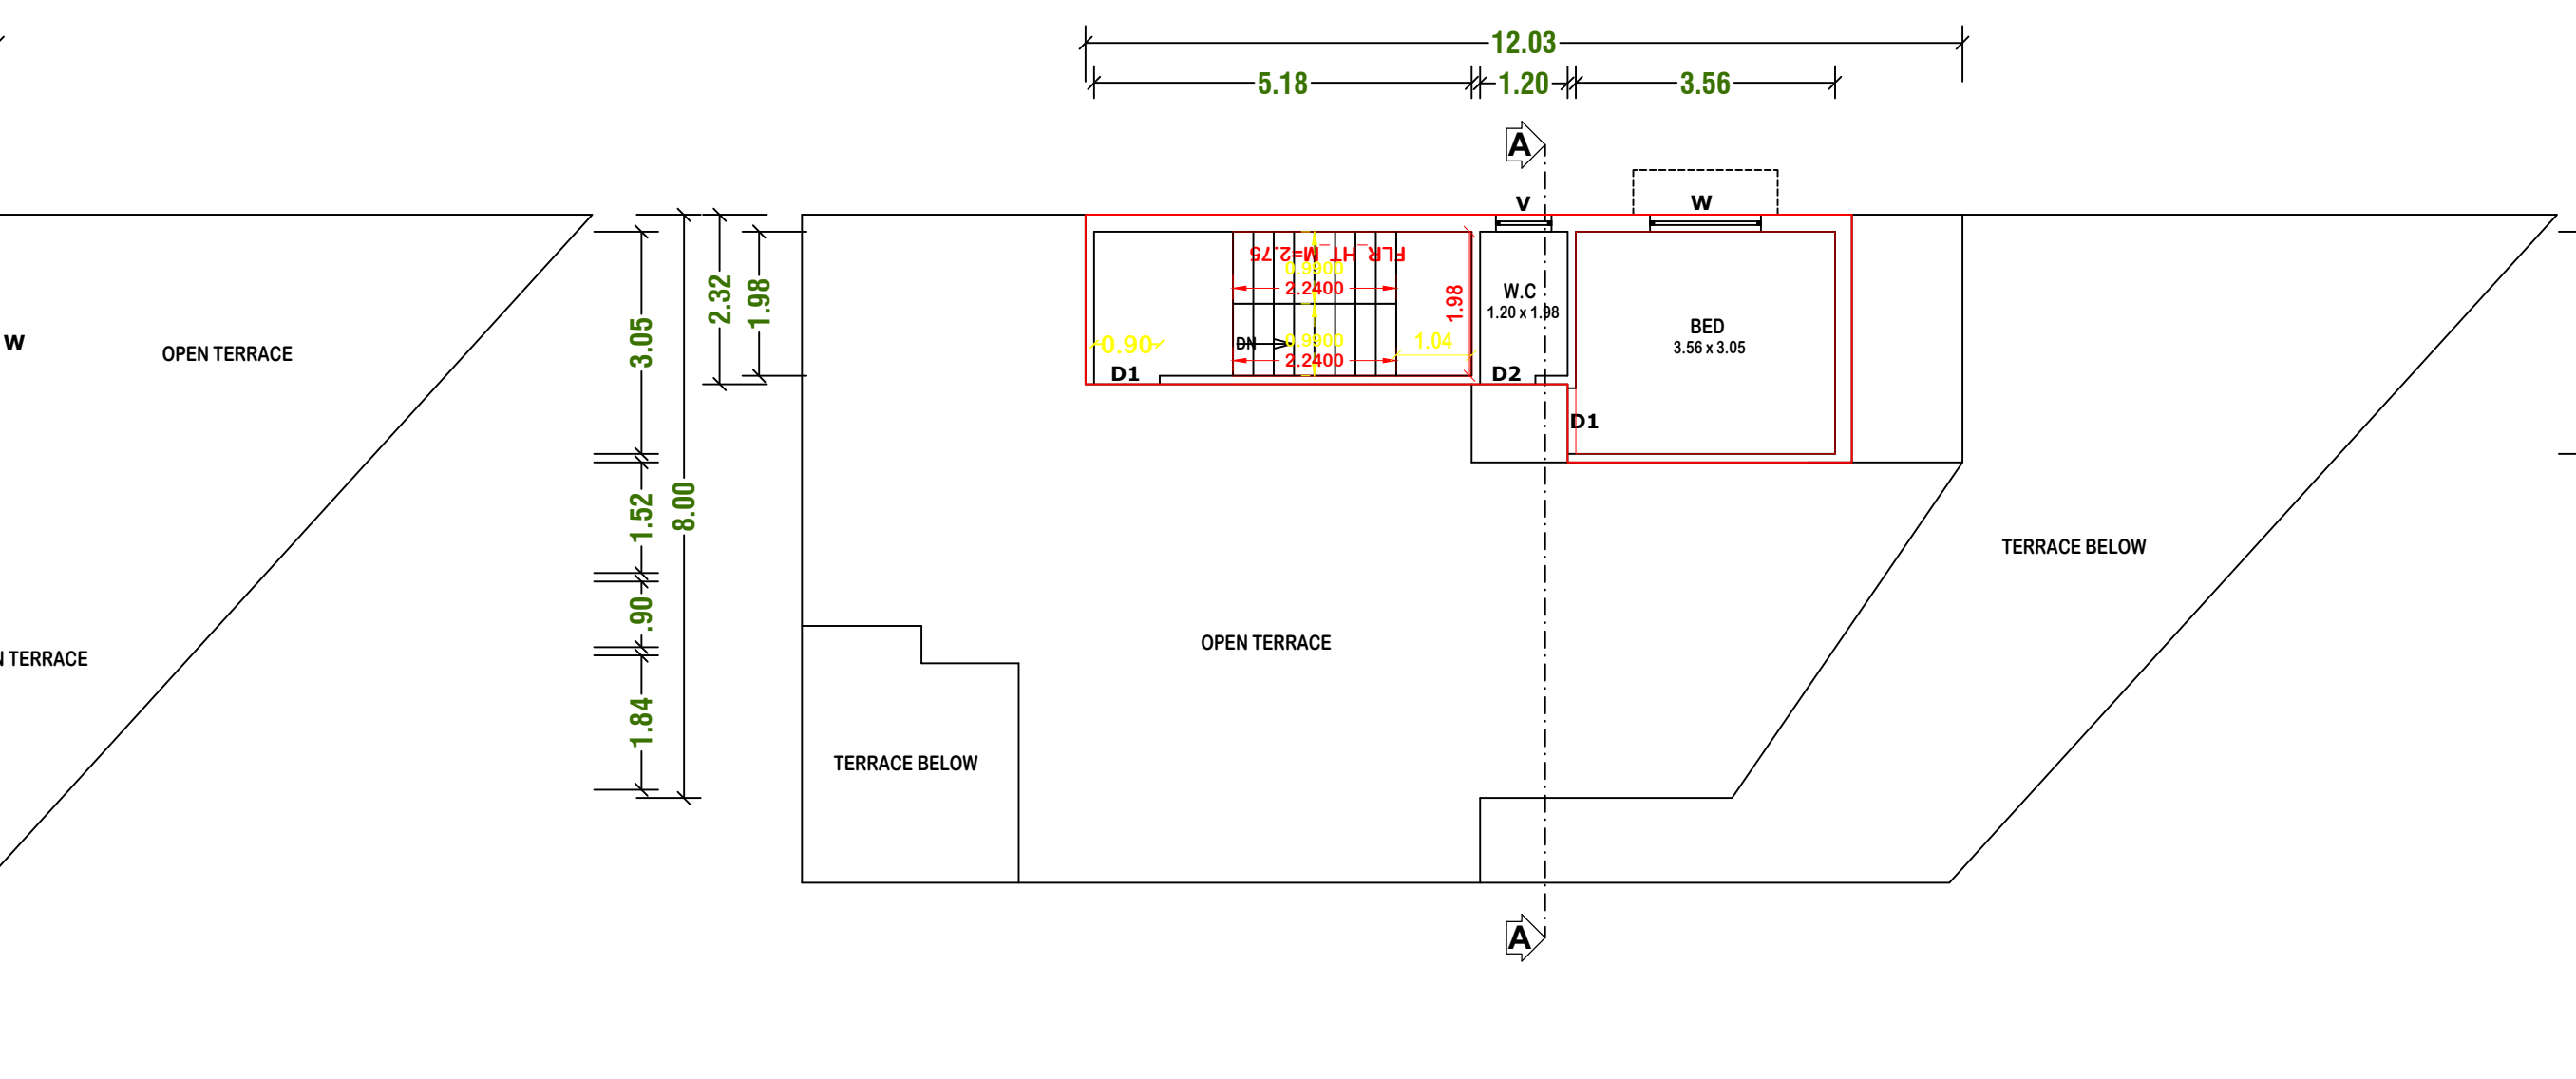 12.03
5.18
1.20
3.56
A
V
W
FLR_HT_M=2.75
0.9900
2.2400
1.98
W.C
1.20 x 1.98
BED
3.56 x 3.05
2.32
1.98
3.05
W
OPEN TERRACE
0.90
DN
0.9900
2.2400
1.04
D1
D2
D1
1.52
8.00
TERRACE BELOW
.90
OPEN TERRACE
N TERRACE
1.84
TERRACE BELOW
A